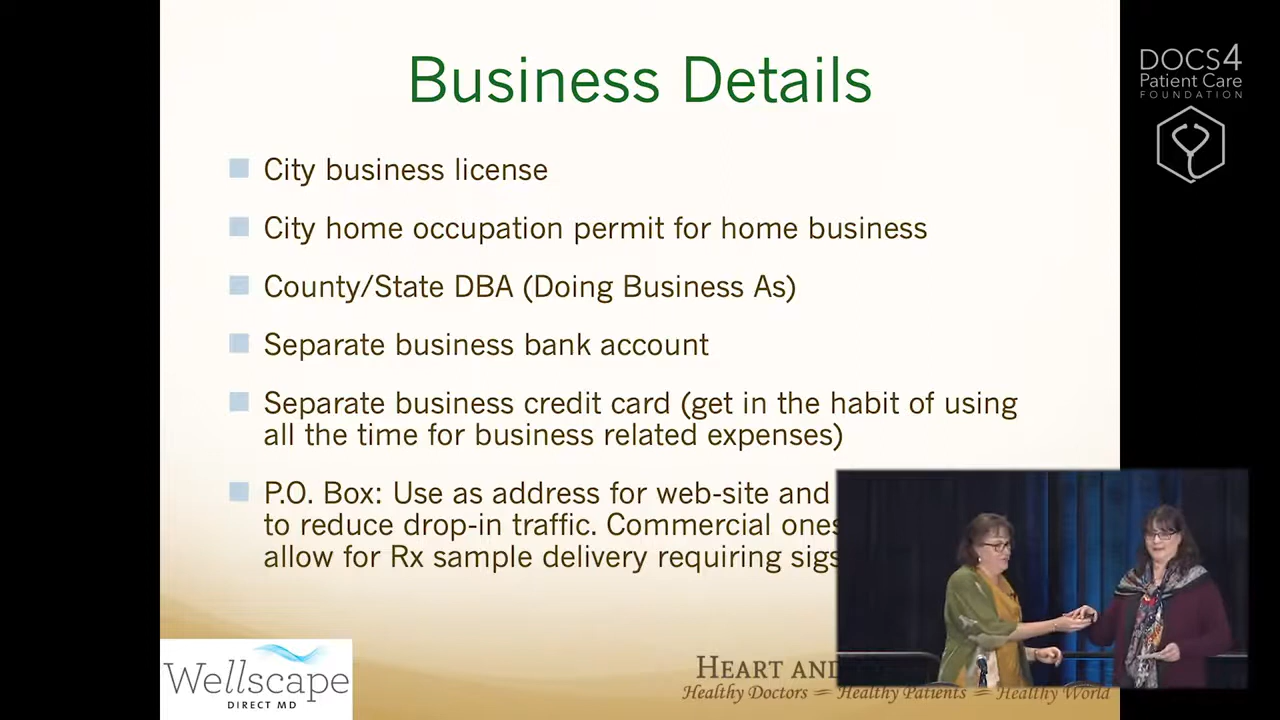 Business Details
DOCS4
Patient Care
FOUNDATION
City business license
City home occupation permit for home business
County/State DBA (Doing Business As)
Separate business bank account
Separate business credit card (get in the habit of using
all the time for business related expenses)
P.O. Box: Use as address for web-site and
to reduce drop-in traffic. Commercial ones
allow for Rx sample delivery requiring sigs
Wellscape
DIRECT MD
HEART AND
Healthy Doctors = Healthy Patients = Healthy World